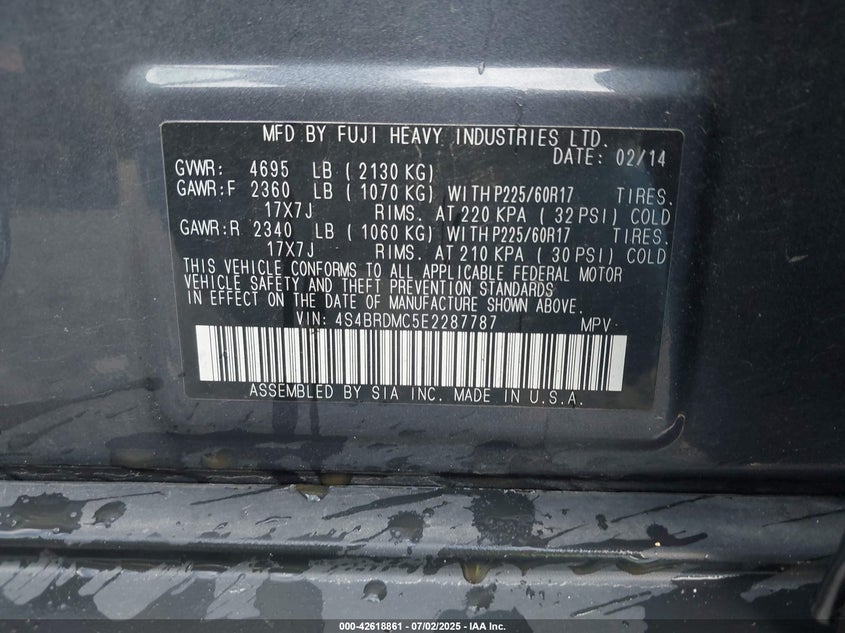 MFD BY FUJI HEAVY INDUSTRIES LTD.
DATE: 02/14
GVWR: 4695 LB ( 2130 KG)
GAWR:F 2360 LB ( 1070 KG) WITH P225/60R17 TIRES.
17X7J RIMS. AT 220 KPA ( 32 PSI) COLD
GAWR:R 2340 LB ( 1060 KG) WITH P225/60R17 TIRES.
17X7J RIMS. AT 210 KPA ( 30 PSI) COLD
THIS VEHICLE CONFORMS TO ALL APPLICABLE FEDERAL MOTOR
VEHICLE SAFETY AND THEFT PREVENTION STANDARDS
IN EFFECT ON THE DATE OF MANUFACTURE SHOWN ABOVE.
VIN: 4S4BRDMC5E2287787 MPV
ASSEMBLED BY SIA INC. MADE IN U.S.A.
000-42618861 - 07/02/2025 - IAA Inc.